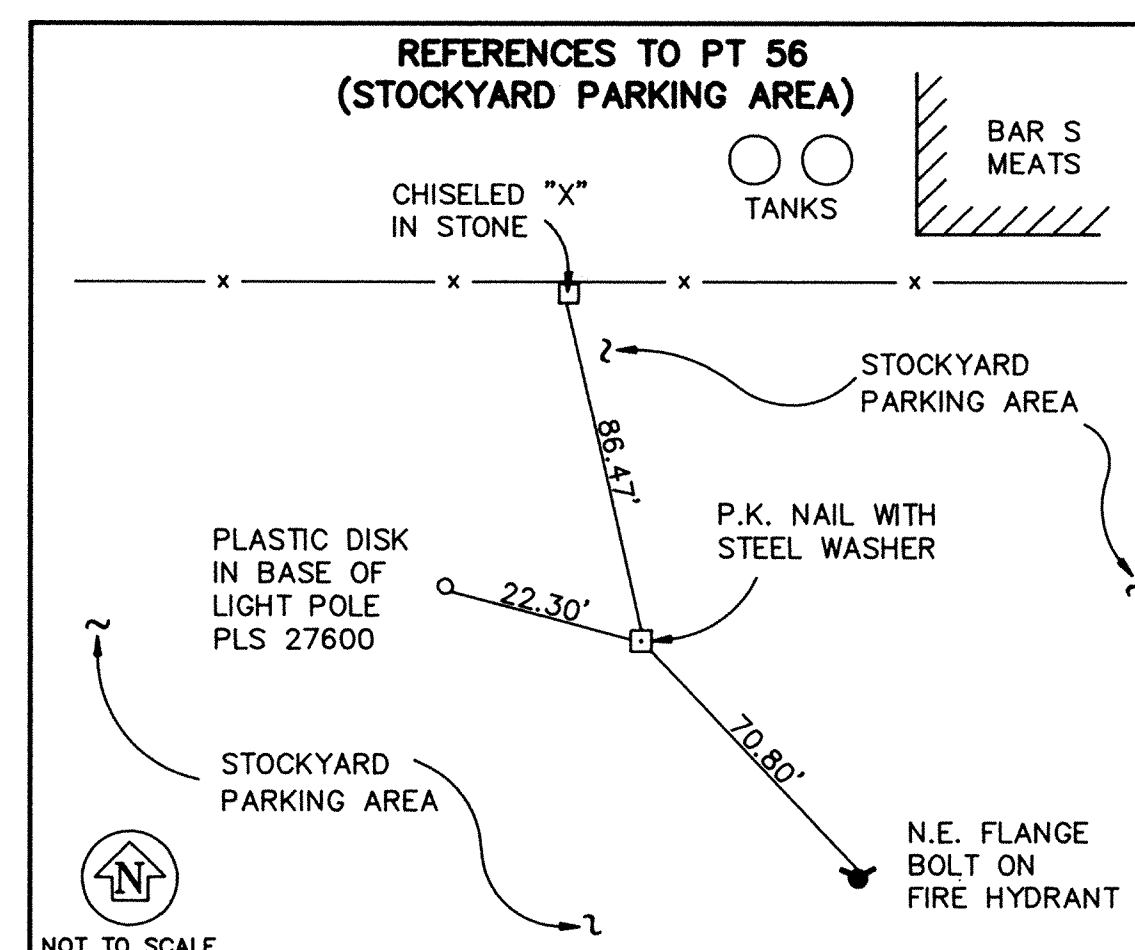 REFERENCES TO PT 56
(STOCKYARD PARKING AREA)
BAR S
MEATS
TANKS
CHISELED "X"
IN STONE
x x x x
STOCKYARD
PARKING AREA
86.47'
P.K. NAIL WITH
STEEL WASHER
PLASTIC DISK
IN BASE OF
LIGHT POLE
PLS 27600
22.30'
70.80'
STOCKYARD
PARKING AREA
N.E. FLANGE
BOLT ON
FIRE HYDRANT
N
NOT TO SCALE